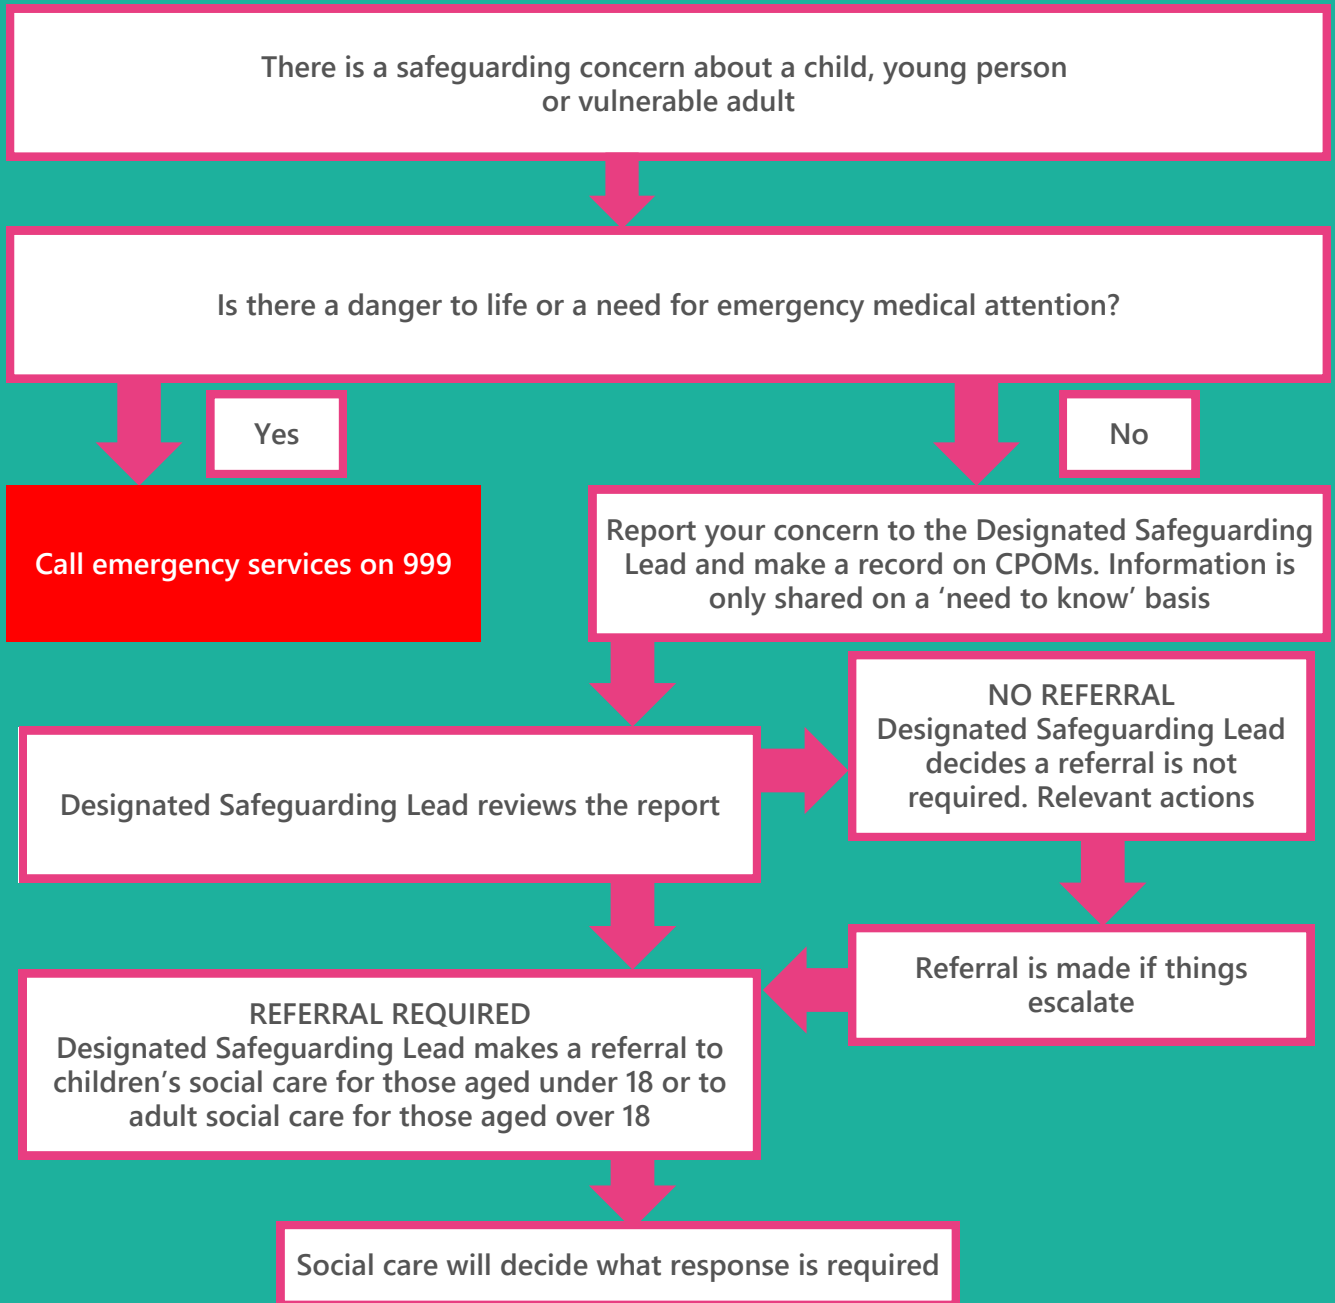 There is a safeguarding concern about a child, young person
or vulnerable adult
Is there a danger to life or a need for emergency medical attention?
Yes
No
Call emergency services on 999
Report your concern to the Designated Safeguarding
Lead and make a record on CPOMs. Information is
only shared on a ‘need to know’ basis
NO REFERRAL
Designated Safeguarding Lead
decides a referral is not
required. Relevant actions
Designated Safeguarding Lead reviews the report
Referral is made if things
escalate
REFERRAL REQUIRED
Designated Safeguarding Lead makes a referral to
children’s social care for those aged under 18 or to
adult social care for those aged over 18
Social care will decide what response is required